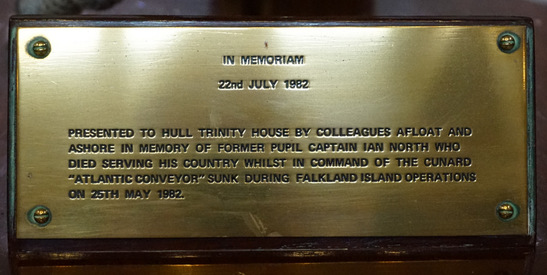 IN MEMORIAM
22nd JULY 1982
PRESENTED TO HULL TRINITY HOUSE BY COLLEAGUES AFLOAT AND
ASHORE IN MEMORY OF FORMER PUPIL CAPTAIN IAN NORTH WHO
DIED SERVING HIS COUNTRY WHILST IN COMMAND OF THE CUNARD
"ATLANTIC CONVEYOR" SUNK DURING FALKLAND ISLAND OPERATIONS
ON 25TH MAY 1982.